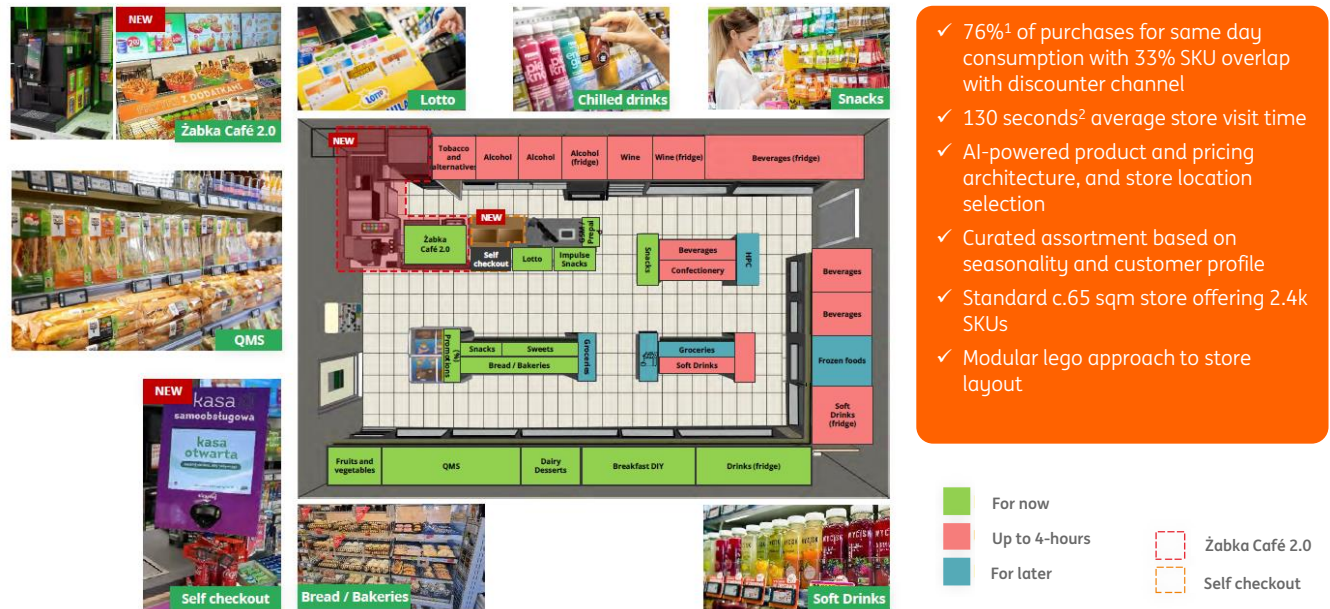 NEW
Z DODATKAMI
Żabka Café 2.0
LOTTO
Lotto
Chilled drinks
Snacks
QMS
NEW
kasa
samoobsługowa
kasa
otwarta
Self checkout
Bread / Bakeries
Soft Drinks
NEW
Tobacco
and
alternatives
Alcohol
Alcohol
Alcohol
(fridge)
Wine
Wine (fridge)
Beverages (fridge)
Żabka
Café 2.0
NEW
Self
checkout
Lotto
Impulse
Snacks
GSM /
Prepai
Snacks
Beverages
Confectionery
HPC
Beverages
Beverages
Frozen foods
Soft
Drinks
(fridge)
Promotions
(%)
Snacks
Sweets
Bread / Bakeries
Groceries
Groceries
Soft Drinks
Fruits and
vegetables
QMS
Dairy
Desserts
Breakfast DIY
Drinks (fridge)
✓ 76%¹ of purchases for same day
consumption with 33% SKU overlap
with discounter channel
✓ 130 seconds² average store visit time
✓ AI-powered product and pricing
architecture, and store location
selection
✓ Curated assortment based on
seasonality and customer profile
✓ Standard c.65 sqm store offering 2.4k
SKUs
✓ Modular lego approach to store
layout
For now
Up to 4-hours
For later
Żabka Café 2.0
Self checkout